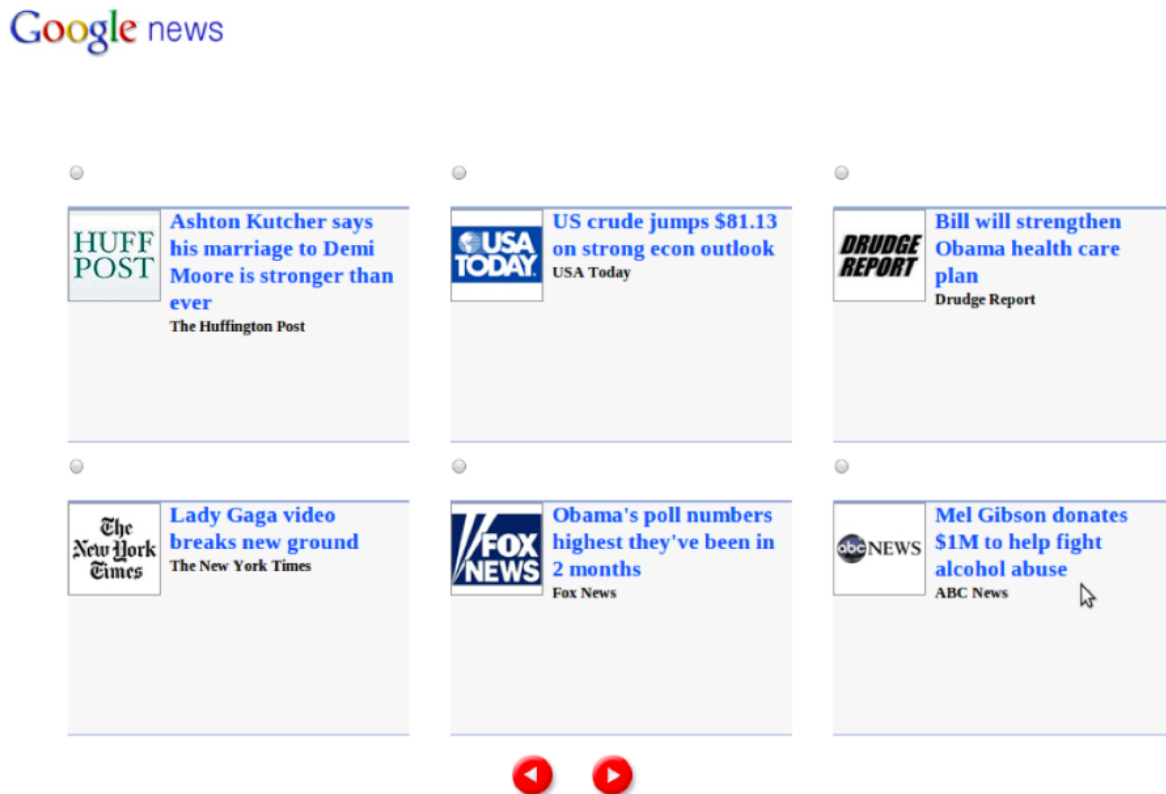 Google news
HUFF
POST
Ashton Kutcher says
his marriage to Demi
Moore is stronger than
ever
The Huffington Post
USA
TODAY.
US crude jumps $81.13
on strong econ outlook
USA Today
DRUDGE
REPORT
Bill will strengthen
Obama health care
plan
Drudge Report
The
New York
Times
Lady Gaga video
breaks new ground
The New York Times
FOX
NEWS
Obama's poll numbers
highest they've been in
2 months
Fox News
abc NEWS
Mel Gibson donates
$1M to help fight
alcohol abuse
ABC News